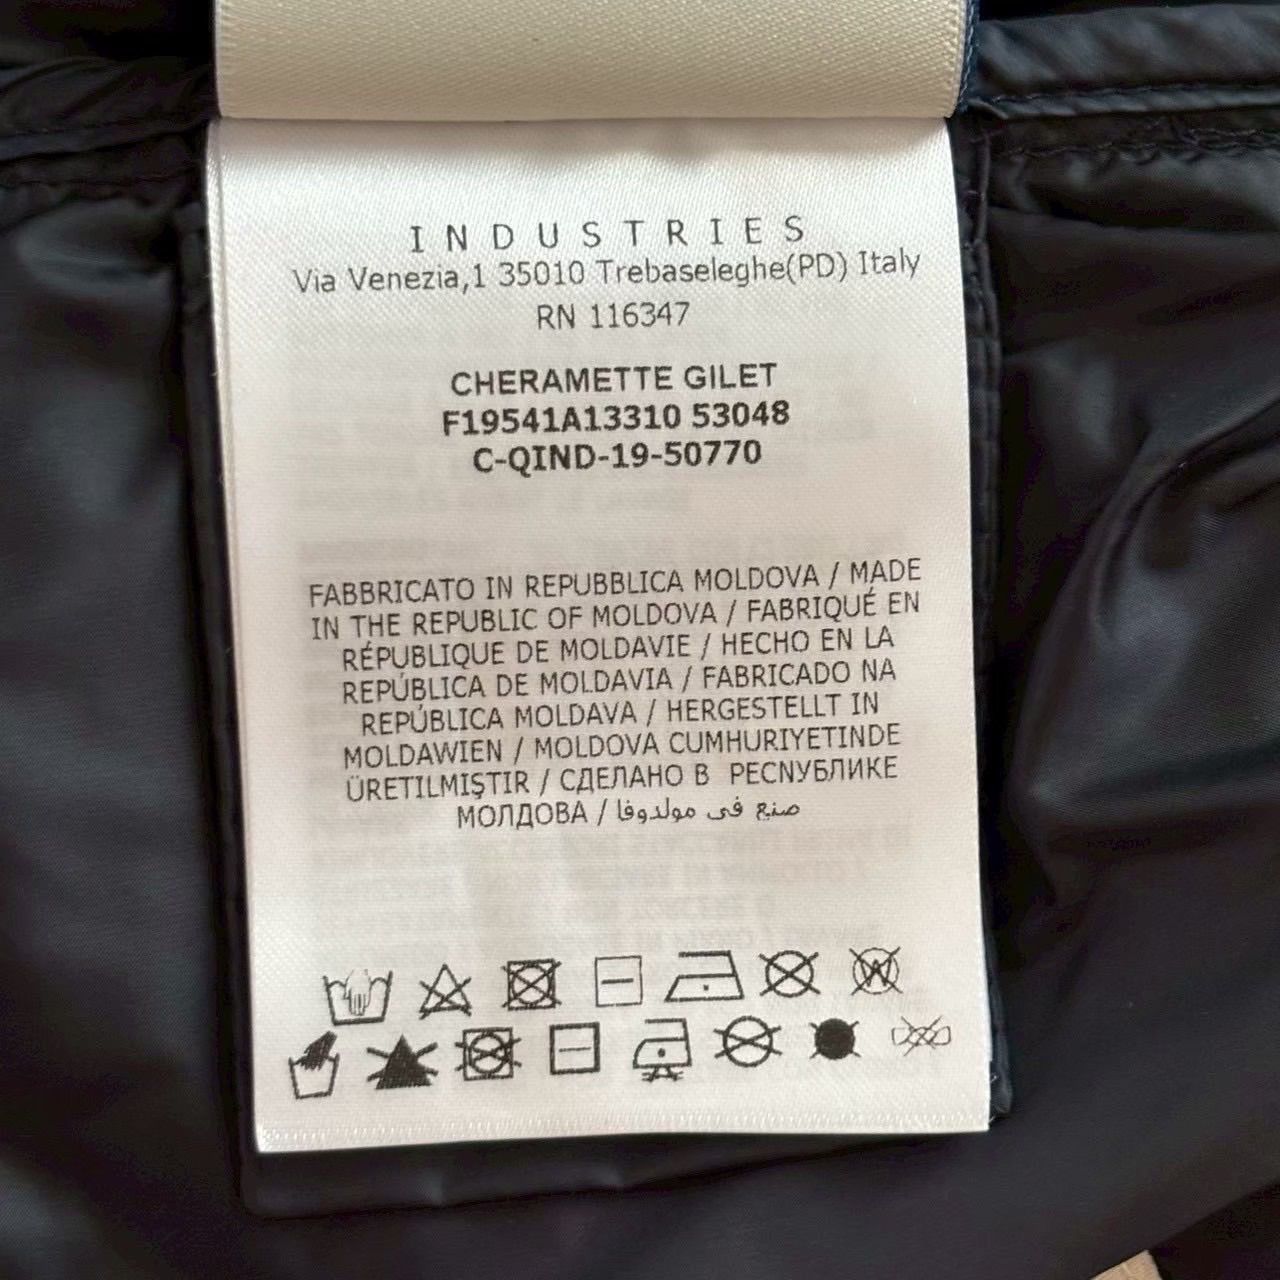 INDUSTRIES
Via Venezia,1 35010 Trebaseleghe(PD) Italy
RN 116347
CHERAMETTE GILET
F19541A13310 53048
C-QIND-19-50770
FABBRICATO IN REPUBBLICA MOLDOVA / MADE
IN THE REPUBLIC OF MOLDOVA / FABRIQUÉ EN
RÉPUBLIQUE DE MOLDAVIE / HECHO EN LA
REPÚBLICA DE MOLDAVIA / FABRICADO NA
REPÚBLICA MOLDAVA / HERGESTELLT IN
MOLDAWIEN / MOLDOVA CUMHURIYETINDE
ÜRETILMIŞTIR / СДЕЛАНО В РЕСNУБЛИКЕ
МОЛДОВА / صنع في مولدوفا